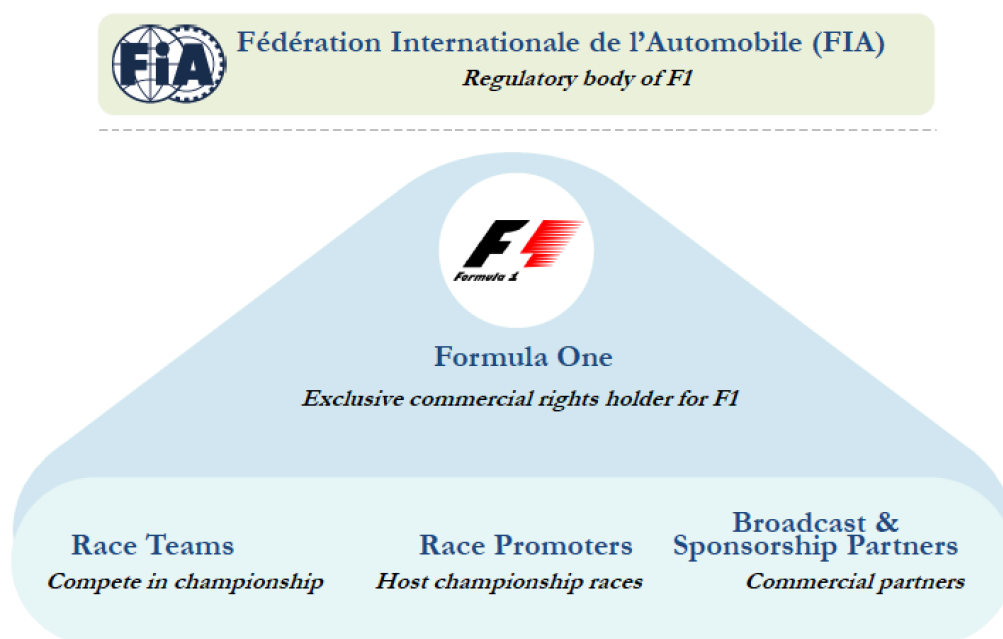 FiA
Fédération Internationale de l'Automobile (FIA)
Regulatory body of F1
F1
Formula 1
Formula One
Exclusive commercial rights holder for F1
Race Teams
Compete in championship
Race Promoters
Host championship races
Broadcast &
Sponsorship Partners
Commercial partners